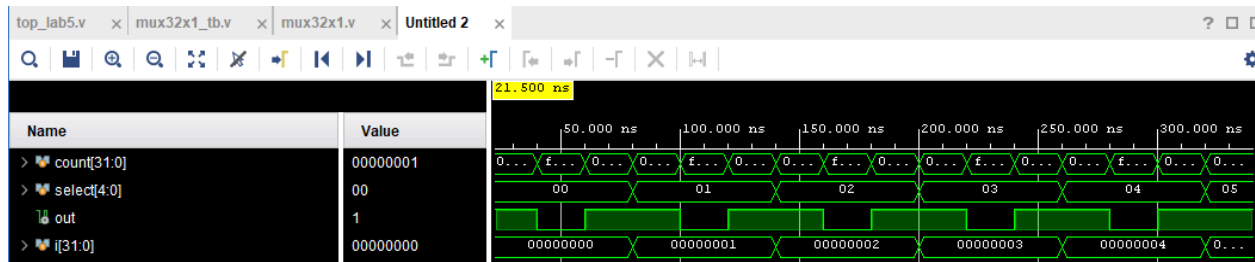 top_lab5.v × mux32x1_tb.v × mux32x1.v × Untitled 2 × ?
21.500 ns
Name Value 50.000 ns 100.000 ns 150.000 ns 200.000 ns 250.000 ns 300.000 ns
count[31:0] 00000001 0... f... 0... 0... f... 0... 0... f... 0... 0... f... 0... 0... f... 0... 0...
select[4:0] 00 00 01 02 03 04 05
out 1
i[31:0] 00000000 00000000 00000001 00000002 00000003 00000004 0...